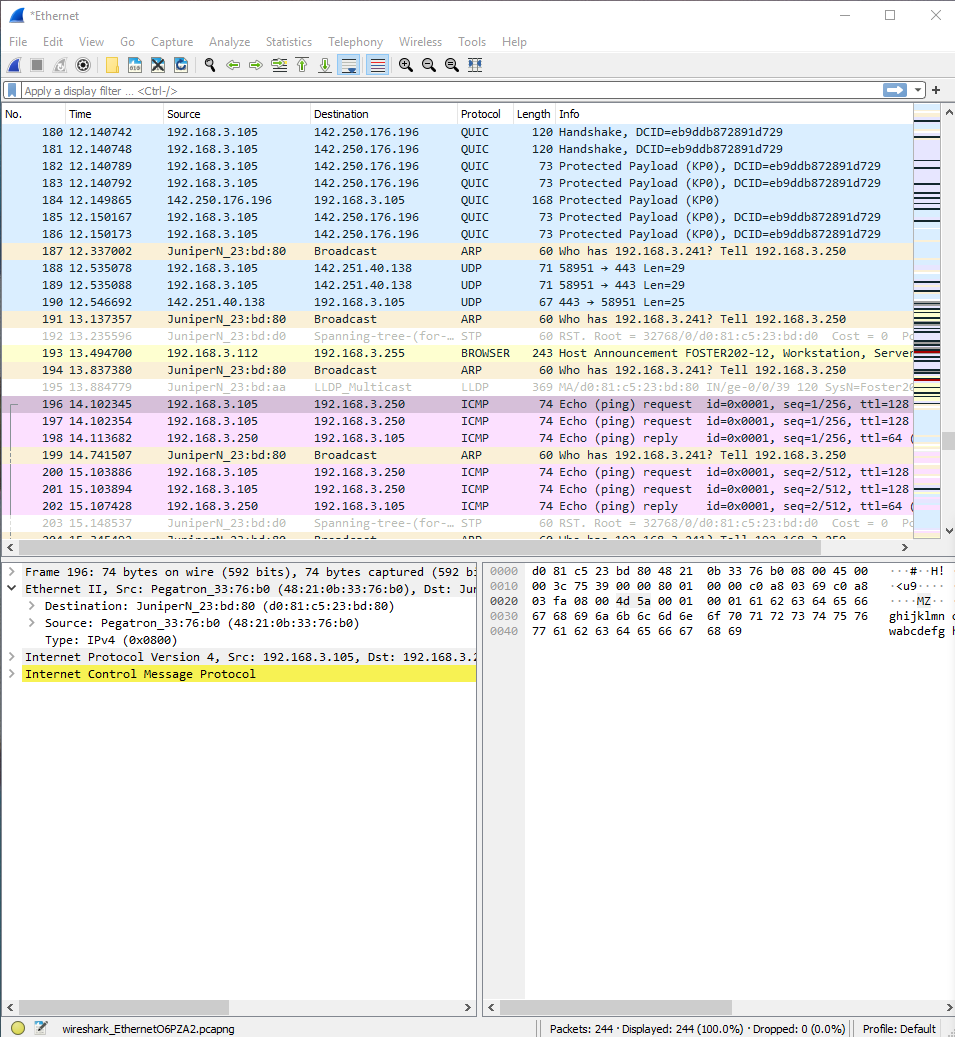 *Ethernet
File Edit View Go Capture Analyze Statistics Telephony Wireless Tools Help
Apply a display filter ... <Ctrl-/>
No. Time Source Destination Protocol Length Info
180 12.140742 192.168.3.105 142.250.176.196 QUIC 120 Handshake, DCID=eb9ddb872891d729
181 12.140748 192.168.3.105 142.250.176.196 QUIC 120 Handshake, DCID=eb9ddb872891d729
182 12.140789 192.168.3.105 142.250.176.196 QUIC 73 Protected Payload (KP0), DCID=eb9ddb872891d729
183 12.140792 192.168.3.105 142.250.176.196 QUIC 73 Protected Payload (KP0), DCID=eb9ddb872891d729
184 12.149865 142.250.176.196 192.168.3.105 QUIC 168 Protected Payload (KP0)
185 12.150167 192.168.3.105 142.250.176.196 QUIC 73 Protected Payload (KP0), DCID=eb9ddb872891d729
186 12.150173 192.168.3.105 142.250.176.196 QUIC 73 Protected Payload (KP0), DCID=eb9ddb872891d729
187 12.337002 JuniperN_23:bd:80 Broadcast ARP 60 Who has 192.168.3.241? Tell 192.168.3.250
188 12.535078 192.168.3.105 142.251.40.138 UDP 71 58951 → 443 Len=29
189 12.535088 192.168.3.105 142.251.40.138 UDP 71 58951 → 443 Len=29
190 12.546692 142.251.40.138 192.168.3.105 UDP 67 443 → 58951 Len=25
191 13.137357 JuniperN_23:bd:80 Broadcast ARP 60 Who has 192.168.3.241? Tell 192.168.3.250
192 13.235596 JuniperN_23:bd:d0 Spanning-tree-(for-… STP 60 RST. Root = 32768/0/d0:81:c5:23:bd:d0 Cost = 0 Po
193 13.494700 192.168.3.112 192.168.3.255 BROWSER 243 Host Announcement FOSTER202-12, Workstation, Server
194 13.837380 JuniperN_23:bd:80 Broadcast ARP 60 Who has 192.168.3.241? Tell 192.168.3.250
195 13.884779 JuniperN_23:bd:aa LLDP_Multicast LLDP 369 MA/d0:81:c5:23:bd:80 IN/ge-0/0/39 120 SysN=Foster20
196 14.102345 192.168.3.105 192.168.3.250 ICMP 74 Echo (ping) request id=0x0001, seq=1/256, ttl=128
197 14.102354 192.168.3.105 192.168.3.250 ICMP 74 Echo (ping) request id=0x0001, seq=1/256, ttl=128
198 14.113682 192.168.3.250 192.168.3.105 ICMP 74 Echo (ping) reply id=0x0001, seq=1/256, ttl=64 (
199 14.741507 JuniperN_23:bd:80 Broadcast ARP 60 Who has 192.168.3.241? Tell 192.168.3.250
200 15.103886 192.168.3.105 192.168.3.250 ICMP 74 Echo (ping) request id=0x0001, seq=2/512, ttl=128
201 15.103894 192.168.3.105 192.168.3.250 ICMP 74 Echo (ping) request id=0x0001, seq=2/512, ttl=128
202 15.107428 192.168.3.250 192.168.3.105 ICMP 74 Echo (ping) reply id=0x0001, seq=2/512, ttl=64 (
203 15.148537 JuniperN_23:bd:d0 Spanning-tree-(for-… STP 60 RST. Root = 32768/0/d0:81:c5:23:bd:d0 Cost = 0 Po
Frame 196: 74 bytes on wire (592 bits), 74 bytes captured (592 bi
Ethernet II, Src: Pegatron_33:76:b0 (48:21:0b:33:76:b0), Dst: Jun
Destination: JuniperN_23:bd:80 (d0:81:c5:23:bd:80)
Source: Pegatron_33:76:b0 (48:21:0b:33:76:b0)
Type: IPv4 (0x0800)
Internet Protocol Version 4, Src: 192.168.3.105, Dst: 192.168.3.2
Internet Control Message Protocol
0000 d0 81 c5 23 bd 80 48 21 0b 33 76 b0 08 00 45 00 ···#··H!
0010 00 3c 75 39 00 00 80 01 00 00 c0 a8 03 69 c0 a8 ·<u9····
0020 03 fa 08 00 4d 5a 00 01 00 01 61 62 63 64 65 66 ····MZ··
0030 67 68 69 6a 6b 6c 6d 6e 6f 70 71 72 73 74 75 76 ghijklmn o
0040 77 61 62 63 64 65 66 67 68 69 wabcdefg h
wireshark_EthernetO6PZA2.pcapng
Packets: 244 · Displayed: 244 (100.0%) · Dropped: 0 (0.0%)
Profile: Default